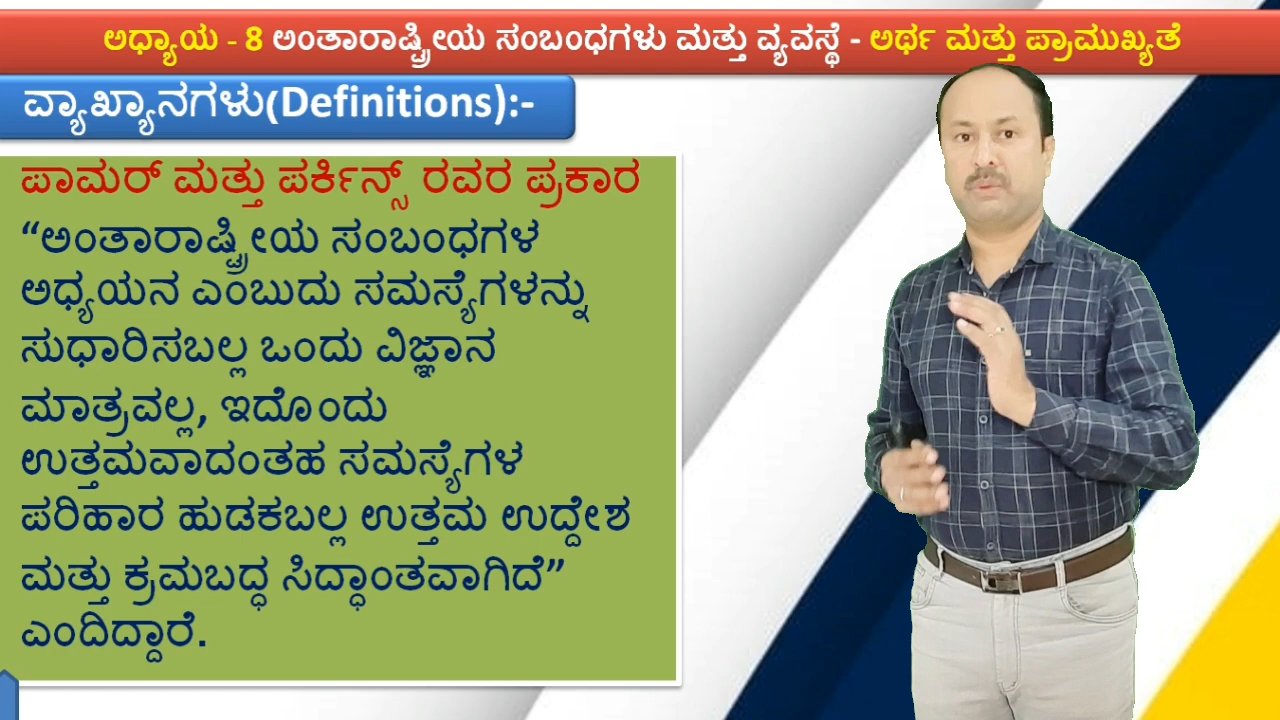 ಅಧ್ಯಾಯ - 8 ಅಂತಾರಾಷ್ಟ್ರೀಯ ಸಂಬಂಧಗಳು ಮತ್ತು ವ್ಯವಸ್ಥೆ - ಅರ್ಥ ಮತ್ತು ಪ್ರಾಮುಖ್ಯತೆ
ವ್ಯಾಖ್ಯಾನಗಳು(Definitions):-
ಪಾಮರ್ ಮತ್ತು ಪರ್ಕಿನ್ಸ್ ರವರ ಪ್ರಕಾರ
“ಅಂತಾರಾಷ್ಟ್ರೀಯ ಸಂಬಂಧಗಳ
ಅಧ್ಯಯನ ಎಂಬುದು ಸಮಸ್ಯೆಗಳನ್ನು
ಸುಧಾರಿಸಬಲ್ಲ ಒಂದು ವಿಜ್ಞಾನ
ಮಾತ್ರವಲ್ಲ, ಇದೊಂದು
ಉತ್ತಮವಾದಂತಹ ಸಮಸ್ಯೆಗಳ
ಪರಿಹಾರ ಹುಡಕಬಲ್ಲ ಉತ್ತಮ ಉದ್ದೇಶ
ಮತ್ತು ಕ್ರಮಬದ್ಧ ಸಿದ್ಧಾಂತವಾಗಿದೆ”
ಎಂದಿದ್ದಾರೆ.